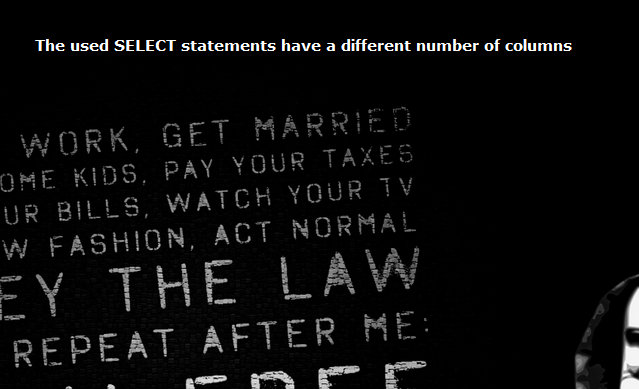 The used SELECT statements have a different number of columns
WORK, GET MARRIED
OME KIDS, PAY YOUR TAXES
UR BILLS, WATCH YOUR TV
W FASHION, ACT NORMAL
EY THE LAW
REPEAT AFTER ME:
FREE